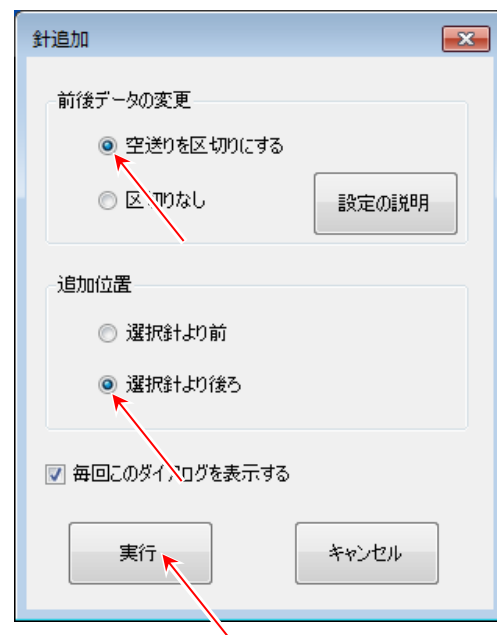 針追加
前後データの変更
空送りを区切りにする
区切りなし
設定の説明
追加位置
選択針より前
選択針より後ろ
毎回このダイアログを表示する
実行
キャンセル